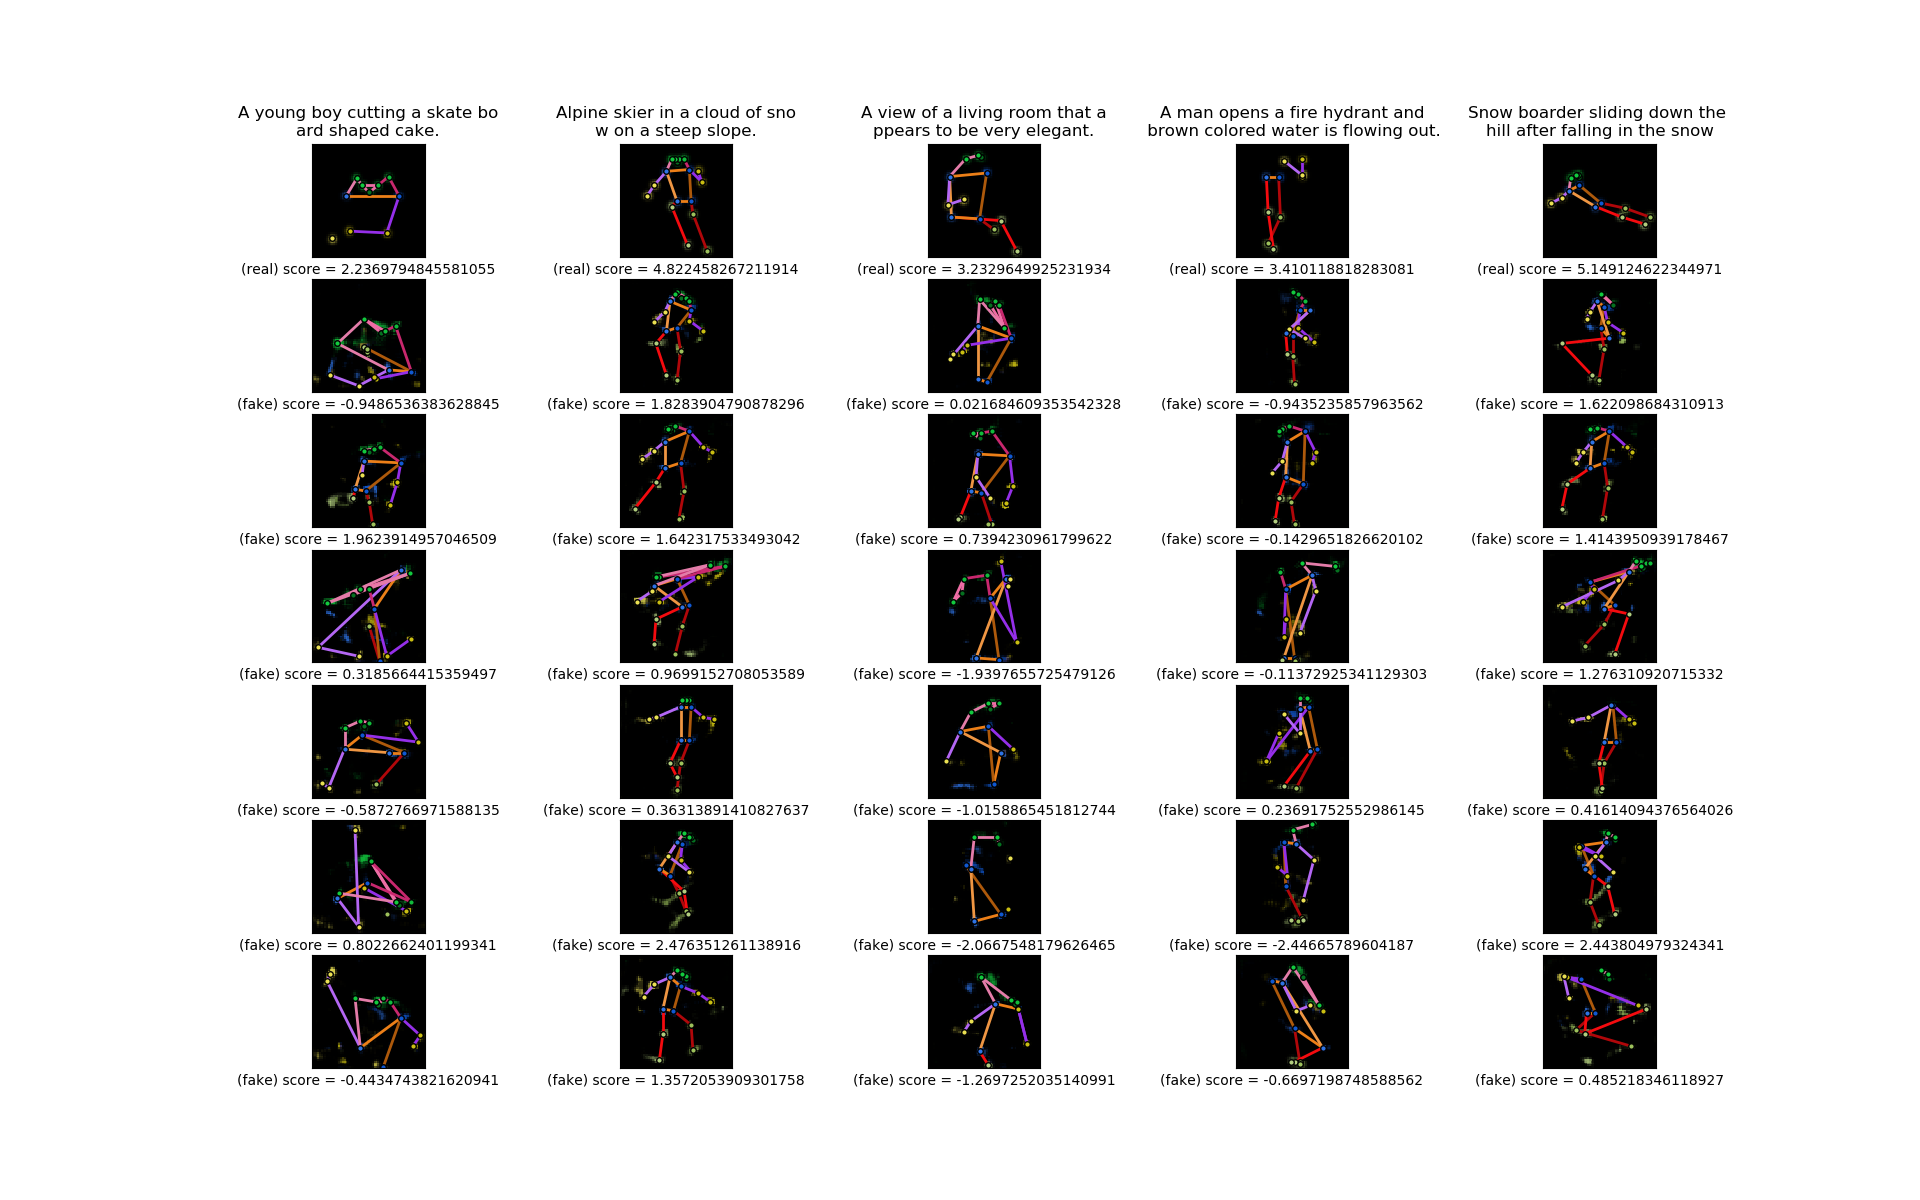 A young boy cutting a skate bo
ard shaped cake.
Alpine skier in a cloud of sno
w on a steep slope.
A view of a living room that a
ppears to be very elegant.
A man opens a fire hydrant and
brown colored water is flowing out.
Snow boarder sliding down the
hill after falling in the snow
(real) score = 2.2369794845581055
(real) score = 4.822458267211914
(real) score = 3.2329649925231934
(real) score = 3.410118818283081
(real) score = 5.149124622344971
(fake) score = -0.9486536383628845
(fake) score = 1.8283904790878296
(fake) score = 0.021684609353542328
(fake) score = -0.9435235857963562
(fake) score = 1.622098684310913
(fake) score = 1.9623914957046509
(fake) score = 1.642317533493042
(fake) score = 0.7394230961799622
(fake) score = -0.1429651826620102
(fake) score = 1.4143950939178467
(fake) score = 0.3185664415359497
(fake) score = 0.9699152708053589
(fake) score = -1.9397655725479126
(fake) score = -0.11372925341129303
(fake) score = 1.276310920715332
(fake) score = -0.5872766971588135
(fake) score = 0.36313891410827637
(fake) score = -1.0158865451812744
(fake) score = 0.23691752552986145
(fake) score = 0.41614094376564026
(fake) score = 0.8022662401199341
(fake) score = 2.476351261138916
(fake) score = -2.0667548179626465
(fake) score = -2.44665789604187
(fake) score = 2.443804979324341
(fake) score = -0.4434743821620941
(fake) score = 1.3572053909301758
(fake) score = -1.2697252035140991
(fake) score = -0.6697198748588562
(fake) score = 0.485218346118927